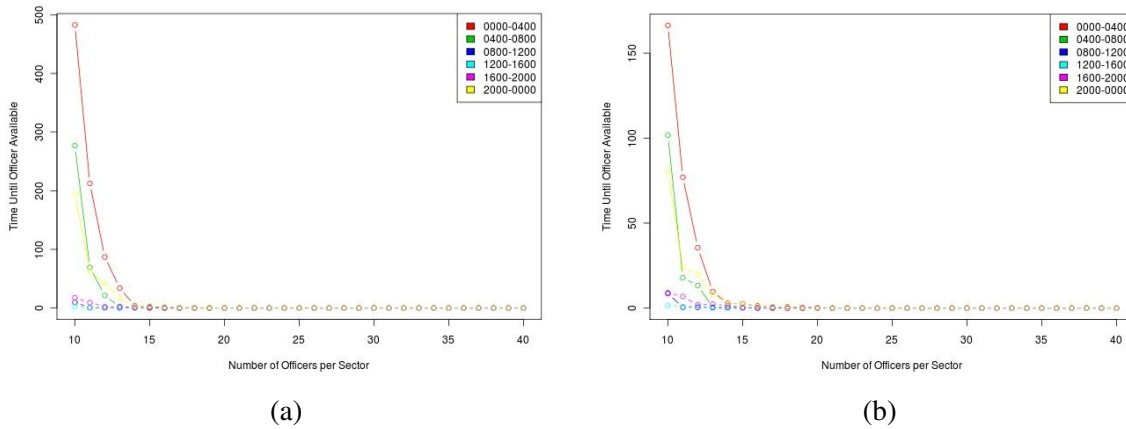 500
400
300
200
100
0
Time Until Officer Available
0000-0400
0400-0800
0800-1200
1200-1600
1600-2000
2000-0000
10 15 20 25 30 35 40
Number of Officers per Sector
(a)
150
100
50
0
Time Until Officer Available
0000-0400
0400-0800
0800-1200
1200-1600
1600-2000
2000-0000
10 15 20 25 30 35 40
Number of Officers per Sector
(b)